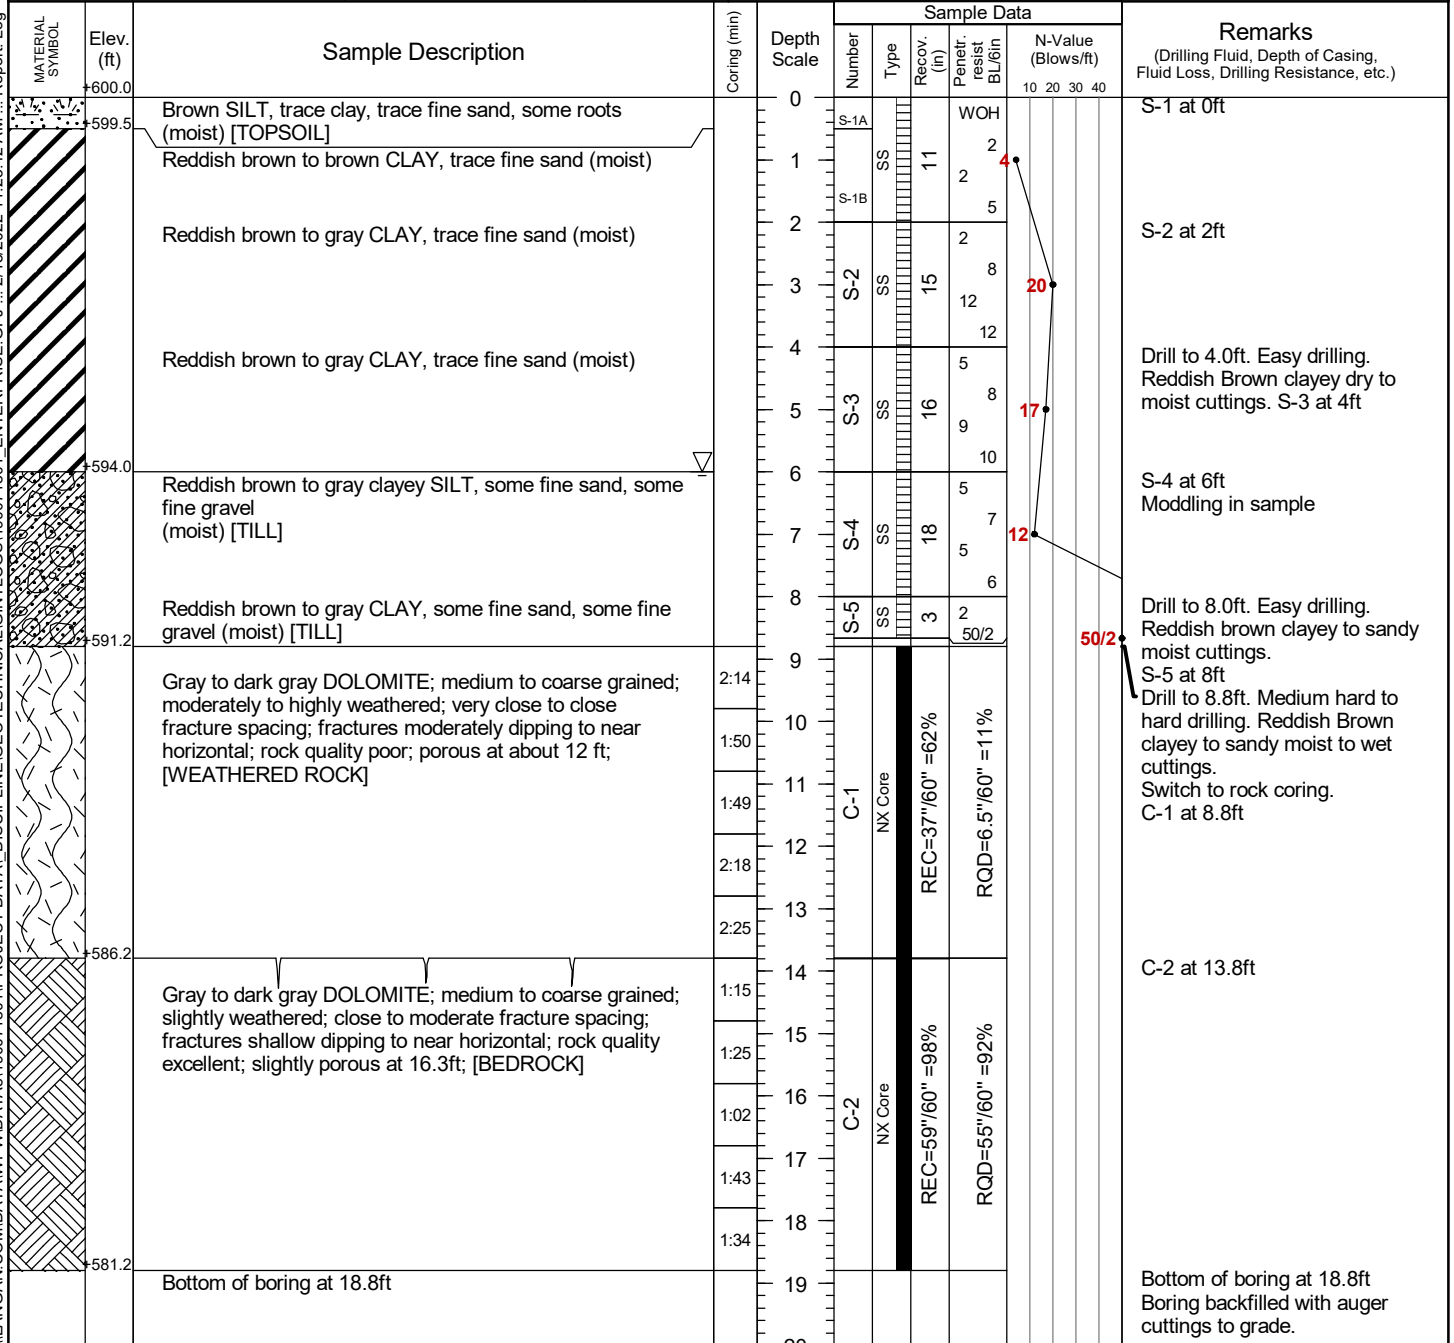 MATERIAL SYMBOL
Elev. (ft)
+600.0
Sample Description
Coring (min)
Depth Scale
Sample Data
Number
Type
Recov. (in)
Penetr. resist BL/6in
N-Value (Blows/ft)
10 20 30 40
Remarks
(Drilling Fluid, Depth of Casing,
Fluid Loss, Drilling Resistance, etc.)
+599.5
Brown SILT, trace clay, trace fine sand, some roots
(moist) [TOPSOIL]
Reddish brown to brown CLAY, trace fine sand (moist)
Reddish brown to gray CLAY, trace fine sand (moist)
Reddish brown to gray CLAY, trace fine sand (moist)
+594.0
Reddish brown to gray clayey SILT, some fine sand, some
fine gravel
(moist) [TILL]
Reddish brown to gray CLAY, some fine sand, some fine
gravel (moist) [TILL]
+591.2
Gray to dark gray DOLOMITE; medium to coarse grained;
moderately to highly weathered; very close to close
fracture spacing; fractures moderately dipping to near
horizontal; rock quality poor; porous at about 12 ft;
[WEATHERED ROCK]
+586.2
Gray to dark gray DOLOMITE; medium to coarse grained;
slightly weathered; close to moderate fracture spacing;
fractures shallow dipping to near horizontal; rock quality
excellent; slightly porous at 16.3ft; [BEDROCK]
+581.2
Bottom of boring at 18.8ft
2:14
1:50
1:49
2:18
2:25
1:15
1:25
1:02
1:43
1:34
0
1
2
3
4
5
6
7
8
9
10
11
12
13
14
15
16
17
18
19
S-1A
S-1B
SS
11
WOH
2
2
5
4
S-2
SS
15
2
8
12
12
20
S-3
SS
16
5
8
9
10
17
S-4
SS
18
5
7
5
6
12
S-5
SS
3
2
50/2
50/2
C-1
NX Core
REC=37"/60" =62%
RQD=6.5"/60" =11%
C-2
NX Core
REC=59"/60" =98%
RQD=55"/60" =92%
S-1 at 0ft
S-2 at 2ft
Drill to 4.0ft. Easy drilling.
Reddish Brown clayey dry to
moist cuttings. S-3 at 4ft
S-4 at 6ft
Moddling in sample
Drill to 8.0ft. Easy drilling.
Reddish brown clayey to sandy
moist cuttings.
S-5 at 8ft
Drill to 8.8ft. Medium hard to
hard drilling. Reddish Brown
clayey to sandy moist to wet
cuttings.
Switch to rock coring.
C-1 at 8.8ft
C-2 at 13.8ft
Bottom of boring at 18.8ft
Boring backfilled with auger
cuttings to grade.